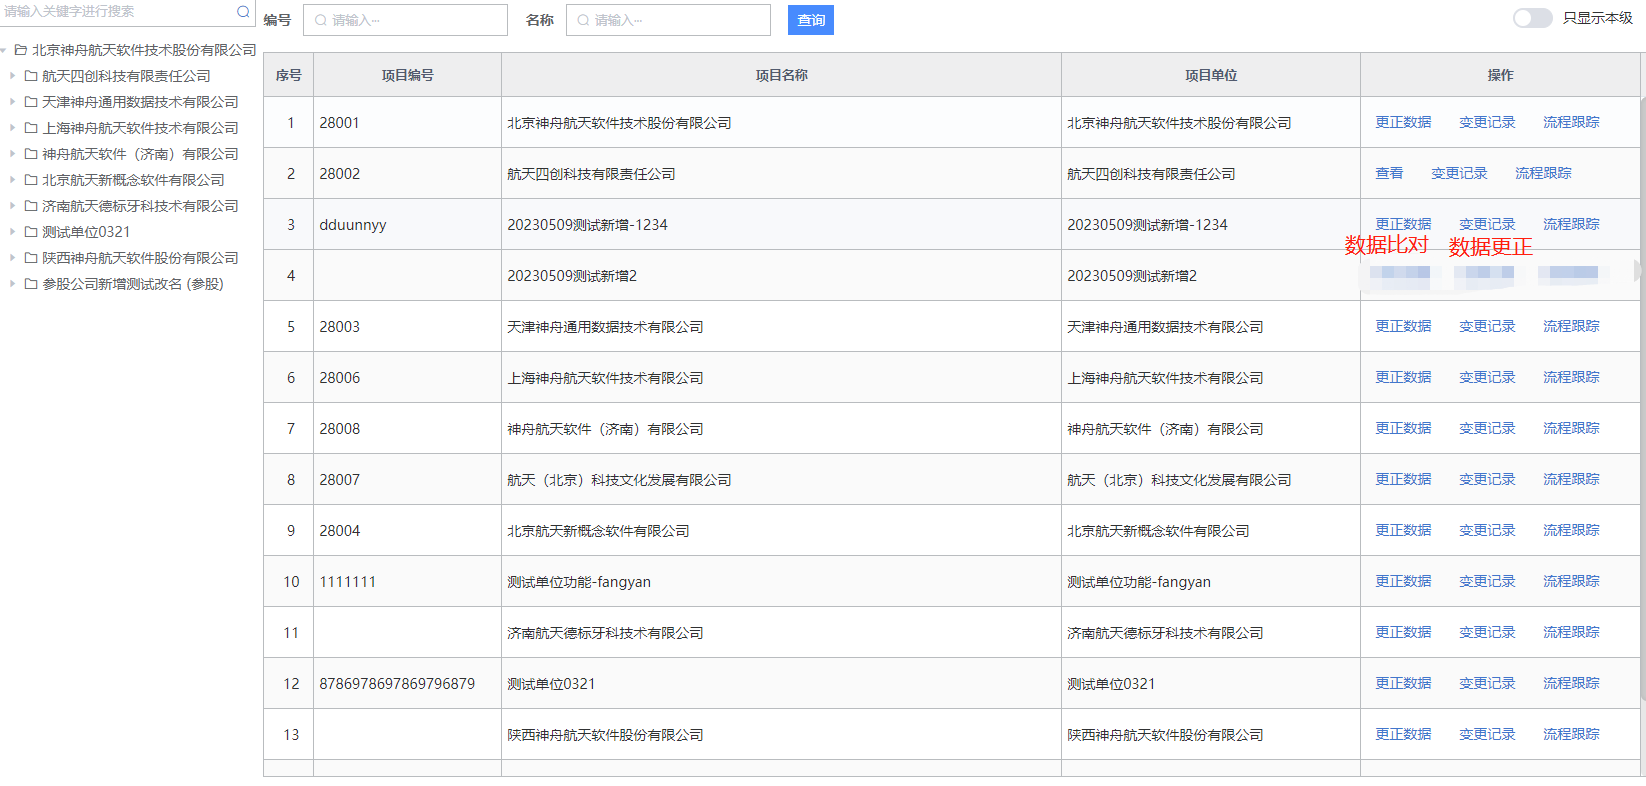 请输入关键字进行搜索
编号 请输入... 名称 请输入... 查询 只显示本级
北京神舟航天软件技术股份有限公司
航天四创科技有限责任公司
天津神舟通用数据技术有限公司
上海神舟航天软件技术有限公司
神舟航天软件（济南）有限公司
北京航天新概念软件有限公司
济南航天德标牙科技术有限公司
测试单位0321
陕西神舟航天软件股份有限公司
参股公司新增测试改名 (参股)
序号 项目编号 项目名称 项目单位 操作
1 28001 北京神舟航天软件技术股份有限公司 北京神舟航天软件技术股份有限公司 更正数据 变更记录 流程跟踪
2 28002 航天四创科技有限责任公司 航天四创科技有限责任公司 查看 变更记录 流程跟踪
3 dduunnyy 20230509测试新增-1234 20230509测试新增-1234 更正数据 变更记录 流程跟踪
数据比对 数据更正
4 20230509测试新增2 20230509测试新增2
5 28003 天津神舟通用数据技术有限公司 天津神舟通用数据技术有限公司 更正数据 变更记录 流程跟踪
6 28006 上海神舟航天软件技术有限公司 上海神舟航天软件技术有限公司 更正数据 变更记录 流程跟踪
7 28008 神舟航天软件（济南）有限公司 神舟航天软件（济南）有限公司 更正数据 变更记录 流程跟踪
8 28007 航天（北京）科技文化发展有限公司 航天（北京）科技文化发展有限公司 更正数据 变更记录 流程跟踪
9 28004 北京航天新概念软件有限公司 北京航天新概念软件有限公司 更正数据 变更记录 流程跟踪
10 1111111 测试单位功能-fangyan 测试单位功能-fangyan 更正数据 变更记录 流程跟踪
11 济南航天德标牙科技术有限公司 济南航天德标牙科技术有限公司 更正数据 变更记录 流程跟踪
12 8786978697869796879 测试单位0321 测试单位0321 更正数据 变更记录 流程跟踪
13 陕西神舟航天软件股份有限公司 陕西神舟航天软件股份有限公司 更正数据 变更记录 流程跟踪